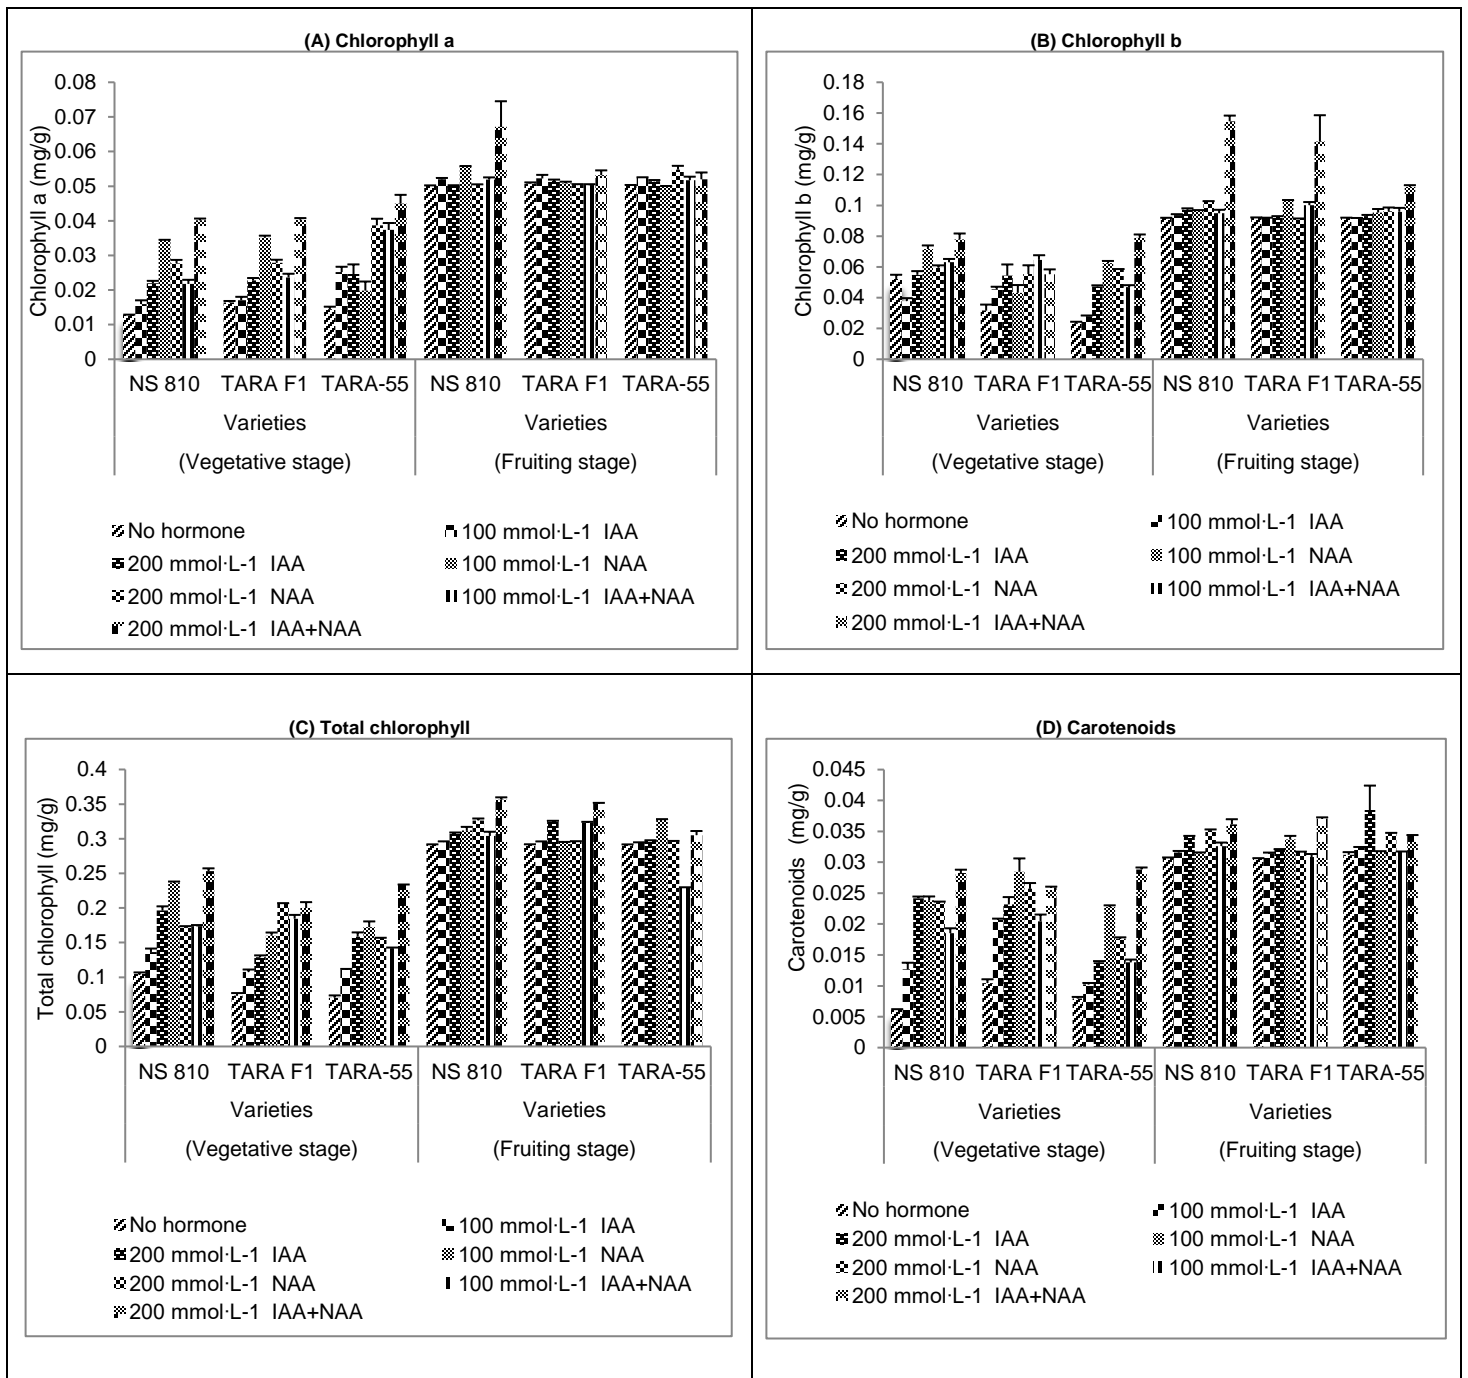 (A) Chlorophyll a
Chlorophyll a (mg/g)
0.08
0.07
0.06
0.05
0.04
0.03
0.02
0.01
0
NS 810 TARA F1 TARA-55 NS 810 TARA F1 TARA-55
Varieties Varieties
(Vegetative stage) (Fruiting stage)
No hormone 100 mmol·L-1 IAA
200 mmol·L-1 IAA 100 mmol·L-1 NAA
200 mmol·L-1 NAA 100 mmol·L-1 IAA+NAA
200 mmol·L-1 IAA+NAA
(B) Chlorophyll b
Chlorophyll b (mg/g)
0.18
0.16
0.14
0.12
0.1
0.08
0.06
0.04
0.02
0
NS 810 TARA F1 TARA-55 NS 810 TARA F1 TARA-55
Varieties Varieties
(Vegetative stage) (Fruiting stage)
No hormone 100 mmol·L-1 IAA
200 mmol·L-1 IAA 100 mmol·L-1 NAA
200 mmol·L-1 NAA 100 mmol·L-1 IAA+NAA
200 mmol·L-1 IAA+NAA
(C) Total chlorophyll
Total chlorophyll (mg/g)
0.4
0.35
0.3
0.25
0.2
0.15
0.1
0.05
0
NS 810 TARA F1 TARA-55 NS 810 TARA F1 TARA-55
Varieties Varieties
(Vegetative stage) (Fruiting stage)
No hormone 100 mmol·L-1 IAA
200 mmol·L-1 IAA 100 mmol·L-1 NAA
200 mmol·L-1 NAA 100 mmol·L-1 IAA+NAA
200 mmol·L-1 IAA+NAA
(D) Carotenoids
Carotenoids (mg/g)
0.045
0.04
0.035
0.03
0.025
0.02
0.015
0.01
0.005
0
NS 810 TARA F1 TARA-55 NS 810 TARA F1 TARA-55
Varieties Varieties
(Vegetative stage) (Fruiting stage)
No hormone 100 mmol·L-1 IAA
200 mmol·L-1 IAA 100 mmol·L-1 NAA
200 mmol·L-1 NAA 100 mmol·L-1 IAA+NAA
200 mmol·L-1 IAA+NAA